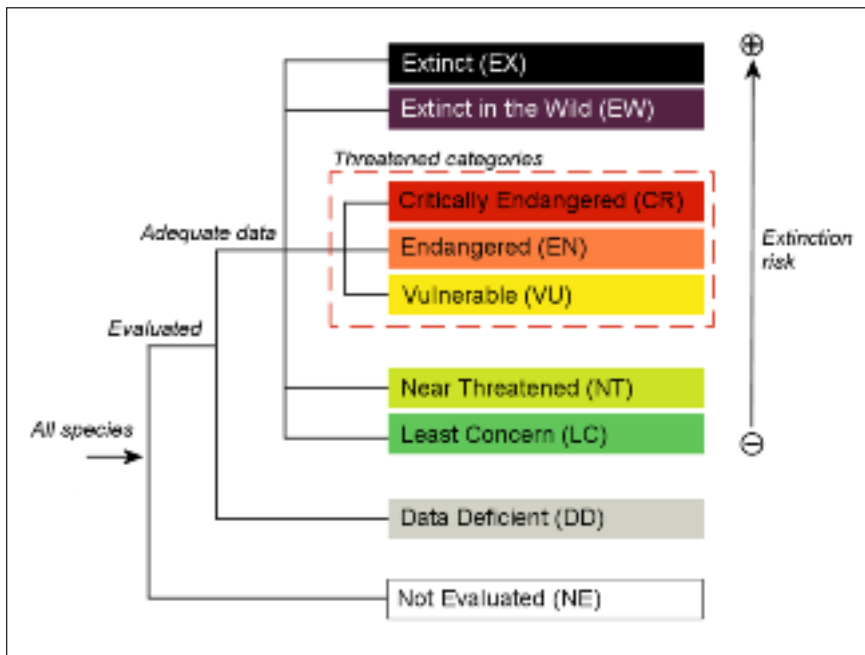 Extinct (EX)
Extinct in the Wild (EW)
Threatened categories
Critically Endangered (CR)
Adequate data
Endangered (EN)
Extinction
risk
Vulnerable (VU)
Evaluated
Near Threatened (NT)
All species
Least Concern (LC)
Data Deficient (DD)
Not Evaluated (NE)